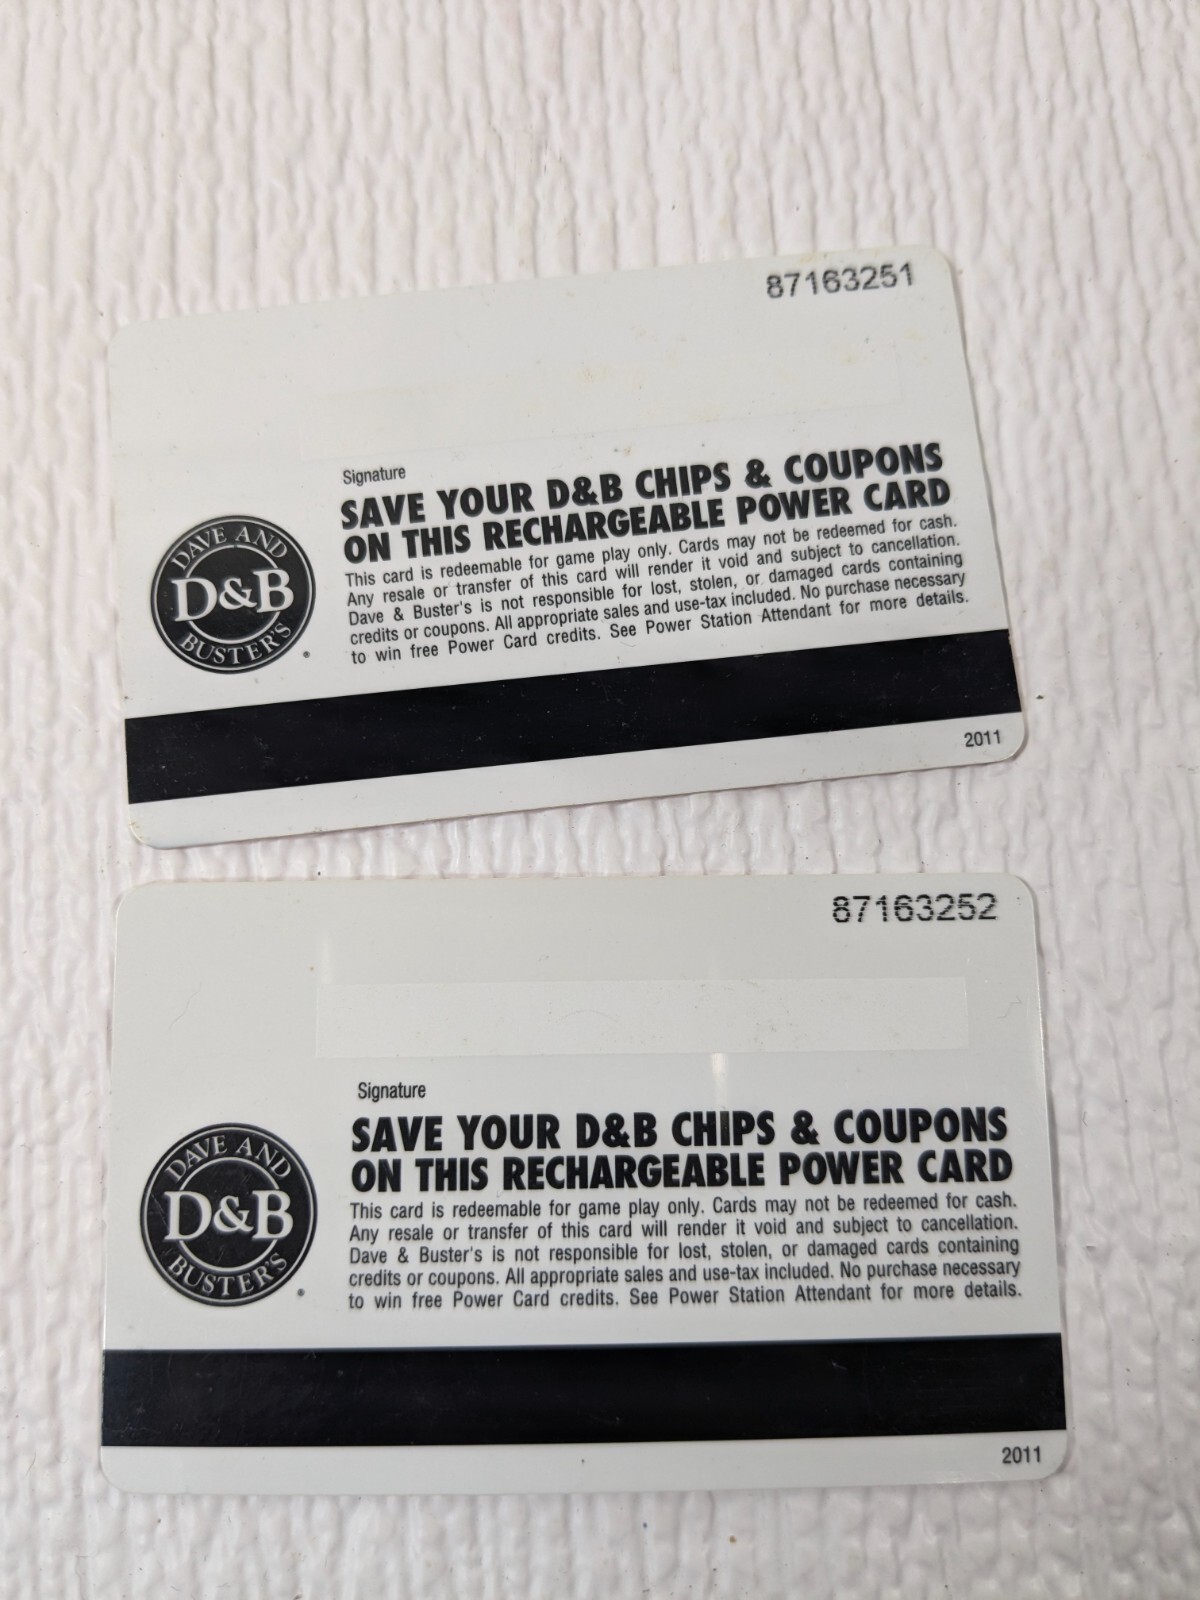 87163251
Signature
SAVE YOUR D&B CHIPS & COUPONS
ON THIS RECHARGEABLE POWER CARD
This card is redeemable for game play only. Cards may not be redeemed for cash.
Any resale or transfer of this card will render it void and subject to cancellation.
Dave & Buster's is not responsible for lost, stolen, or damaged cards containing
credits or coupons. All appropriate sales and use-tax included. No purchase necessary
to win free Power Card credits. See Power Station Attendant for more details.
DAVE AND
D&B
BUSTER'S
®
2011
87163252
Signature
SAVE YOUR D&B CHIPS & COUPONS
ON THIS RECHARGEABLE POWER CARD
This card is redeemable for game play only. Cards may not be redeemed for cash.
Any resale or transfer of this card will render it void and subject to cancellation.
Dave & Buster's is not responsible for lost, stolen, or damaged cards containing
credits or coupons. All appropriate sales and use-tax included. No purchase necessary
to win free Power Card credits. See Power Station Attendant for more details.
DAVE AND
D&B
BUSTER'S
®
2011